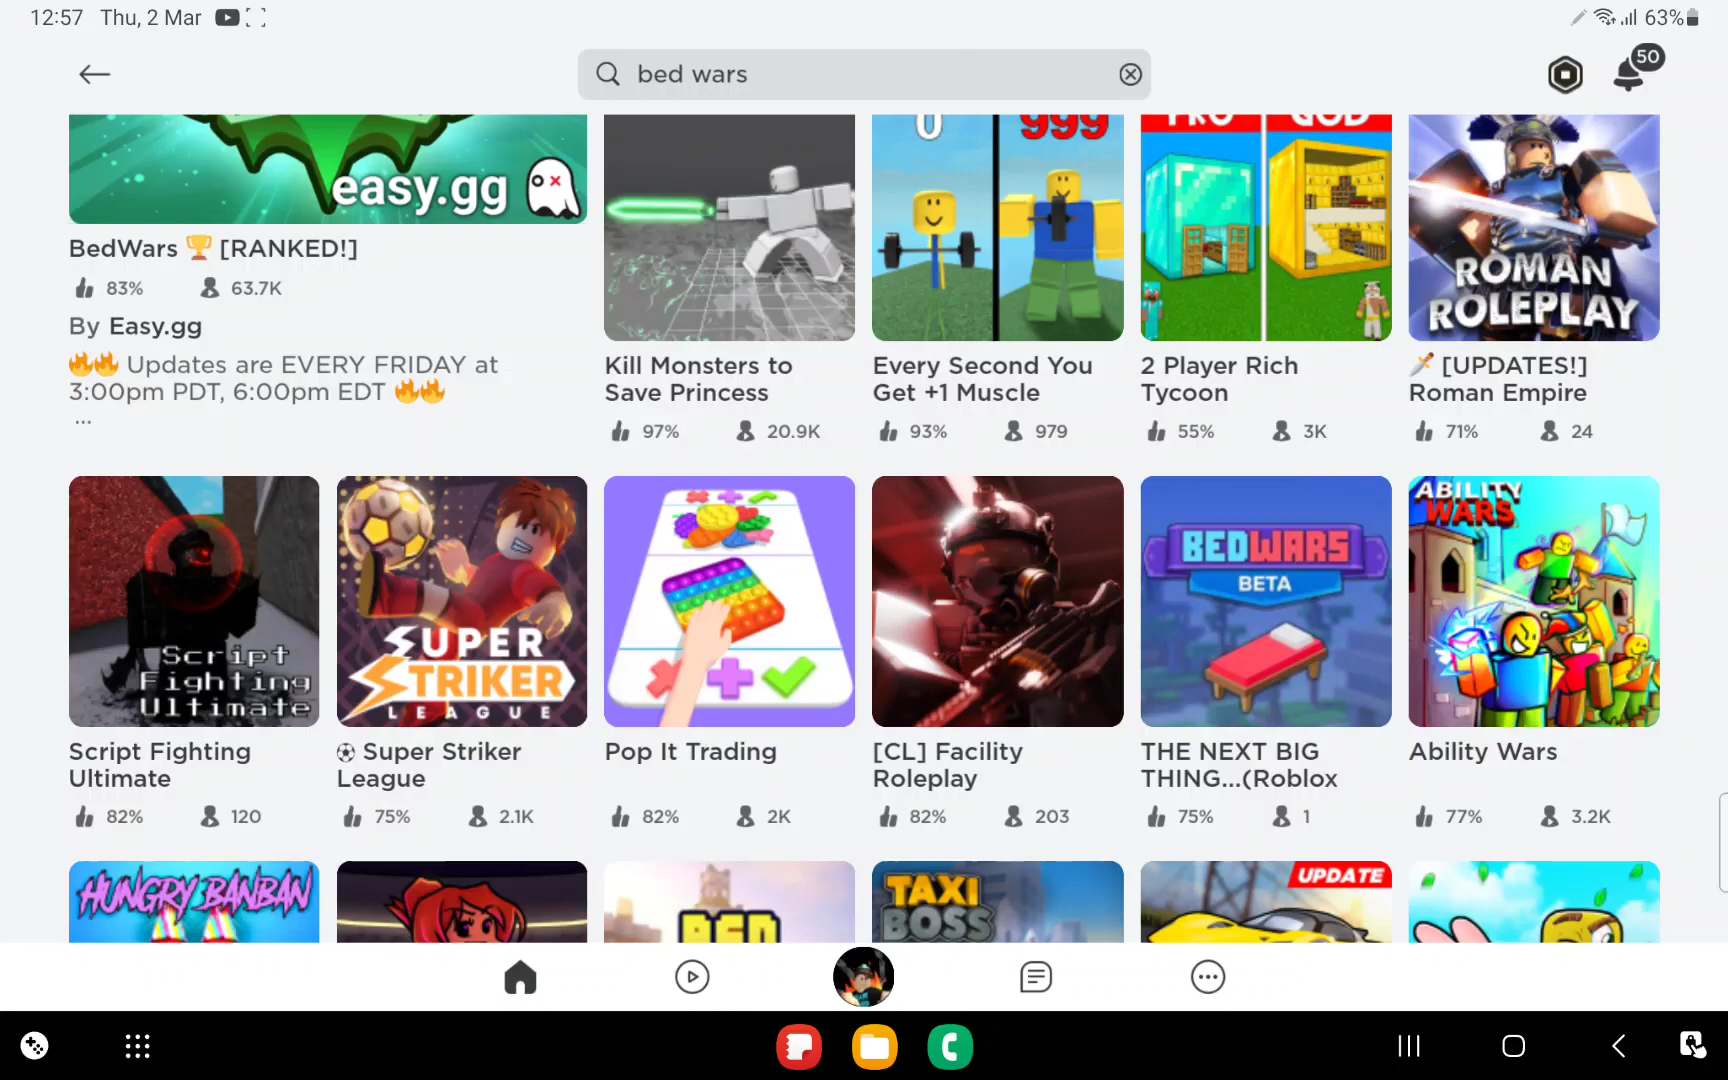 12:57 Thu, 2 Mar
63%
bed wars
50
easy.gg
0
999
PRO
GOD
ROMAN
ROLEPLAY
BedWars 🏆 [RANKED!]
83% 63.7K
By Easy.gg
🔥🔥 Updates are EVERY FRIDAY at
3:00pm PDT, 6:00pm EDT 🔥🔥
...
Kill Monsters to
Save Princess
97% 20.9K
Every Second You
Get +1 Muscle
93% 979
2 Player Rich
Tycoon
55% 3K
🗡️ [UPDATES!]
Roman Empire
71% 24
Script
Fighting
Ultimate
SUPER
STRIKER
LEAGUE
BEDWARS
BETA
ABILITY
WARS
Script Fighting
Ultimate
82% 120
⚽ Super Striker
League
75% 2.1K
Pop It Trading
82% 2K
[CL] Facility
Roleplay
82% 203
THE NEXT BIG
THING...(Roblox
75% 1
Ability Wars
77% 3.2K
HUNGRY BANBAN
BED
TAXI
BOSS
UPDATE